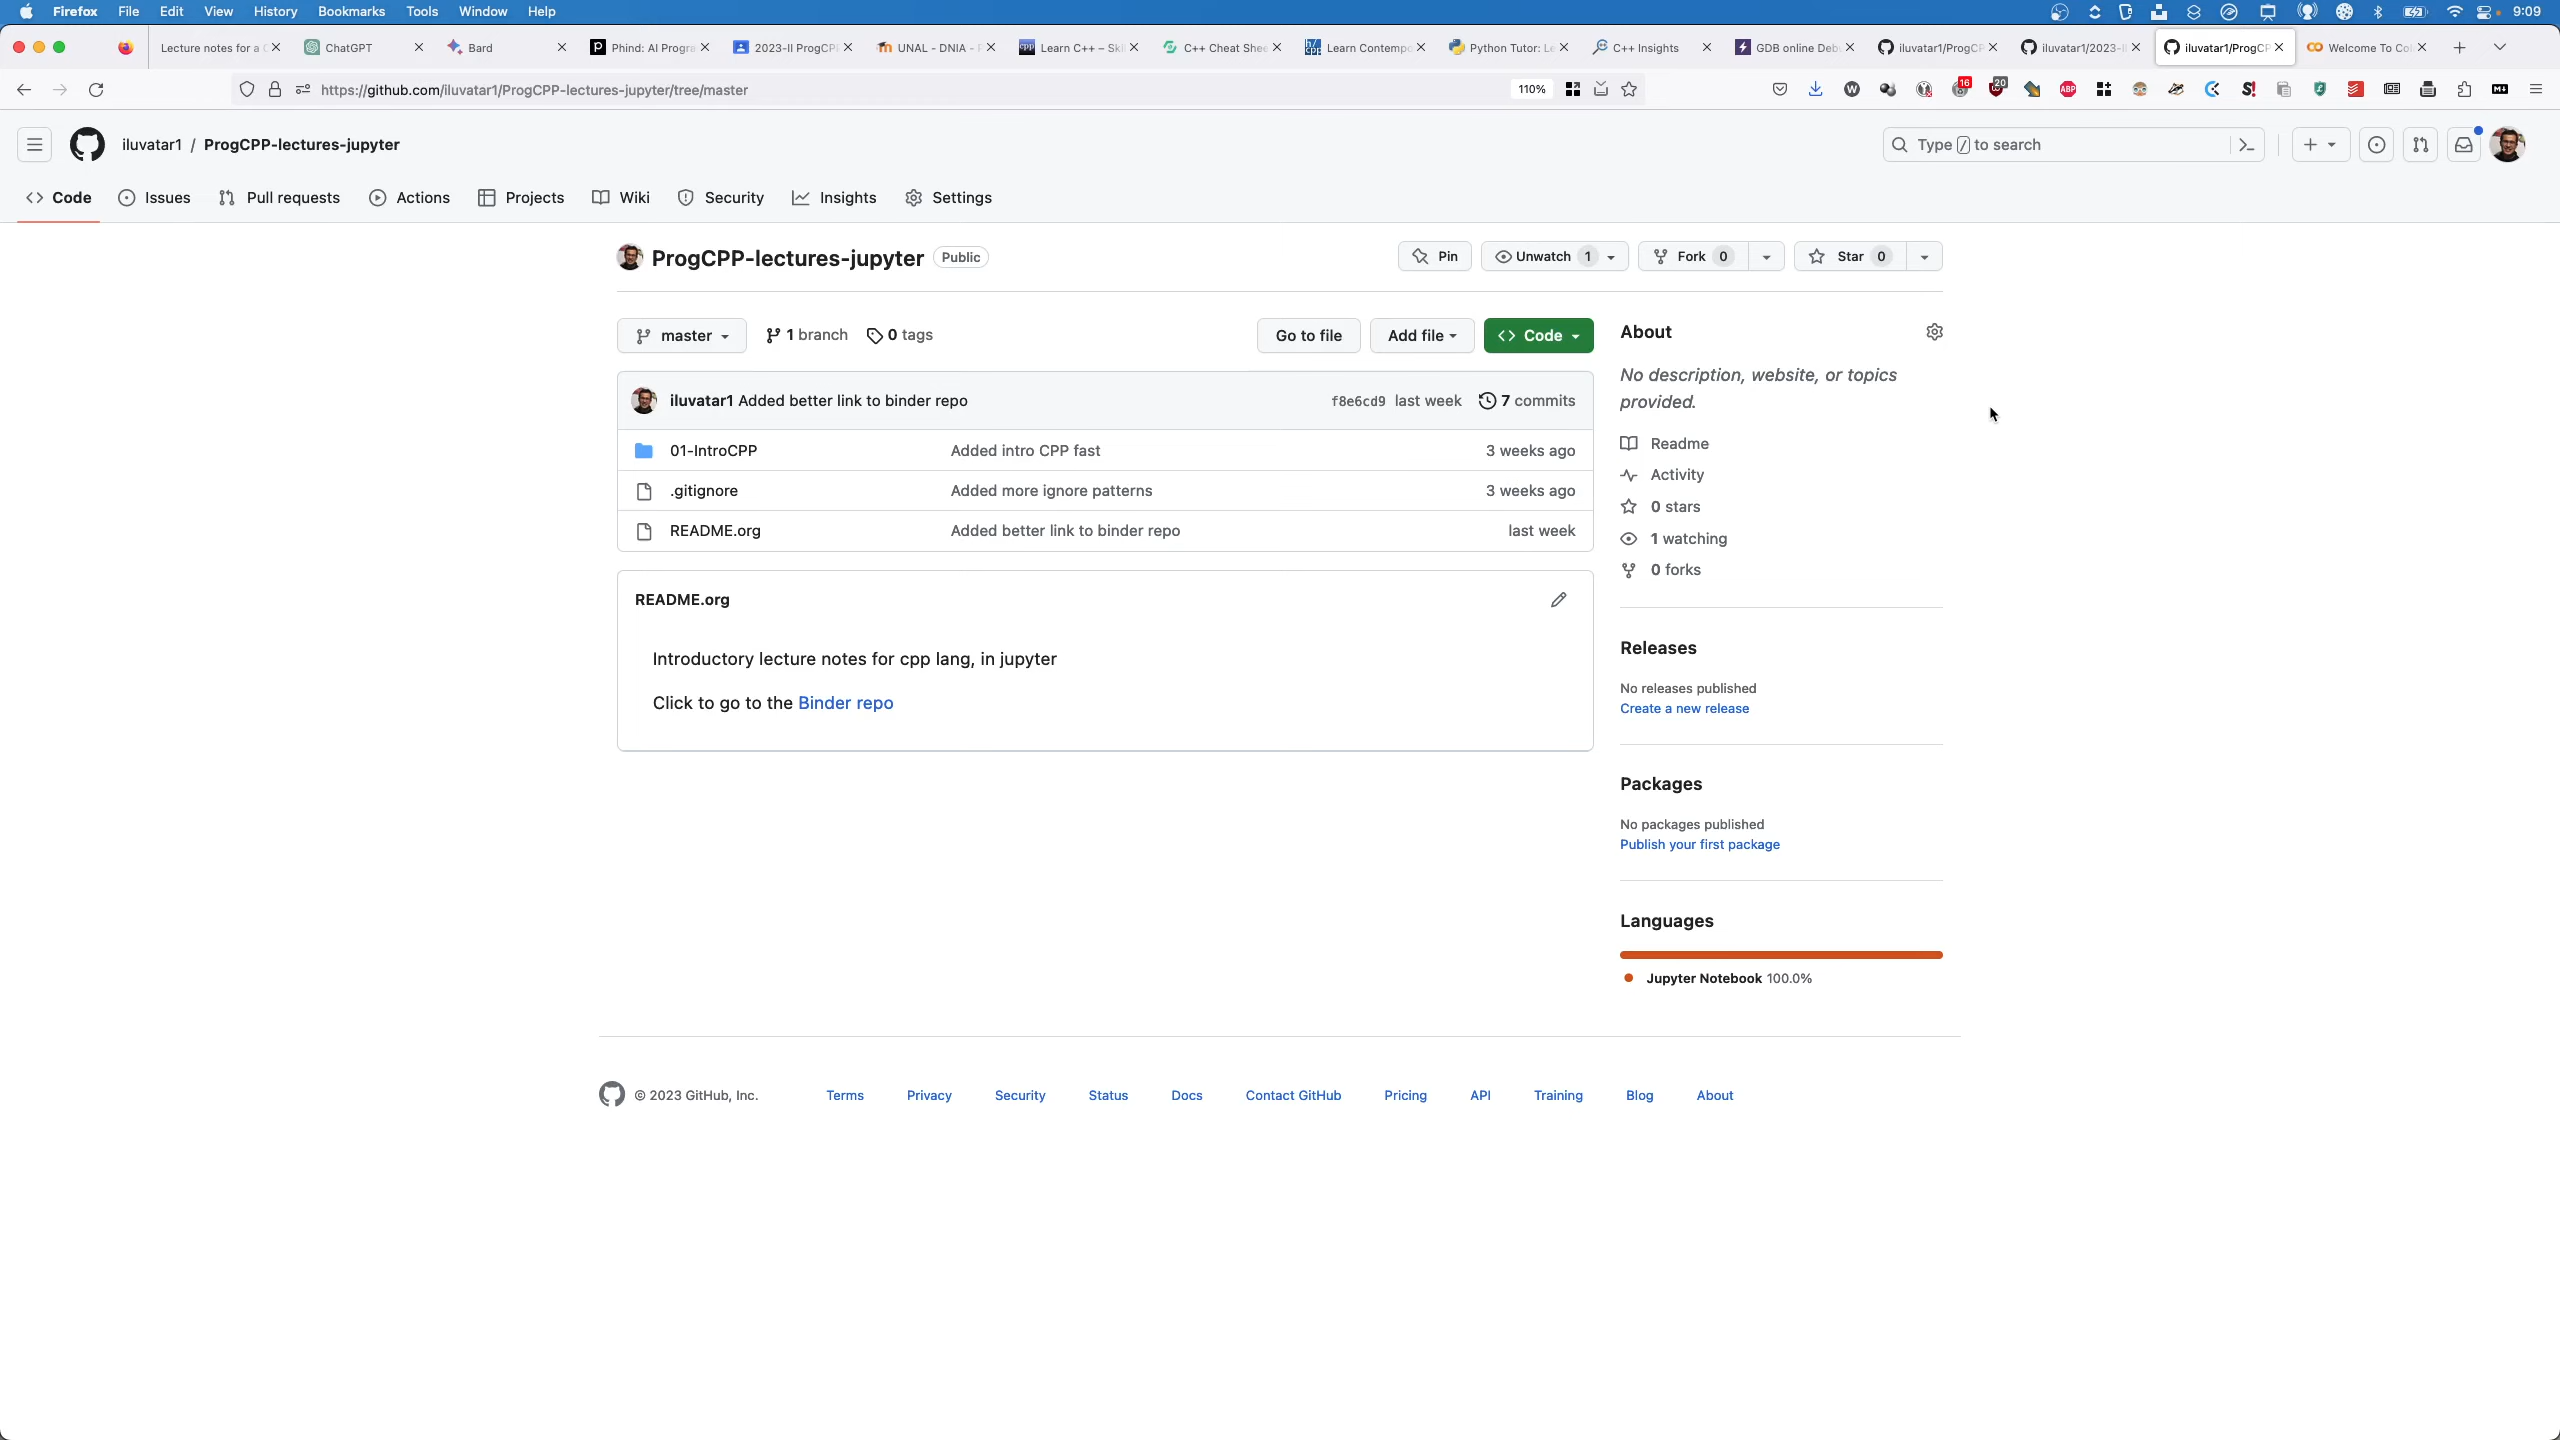 Firefox File Edit View History Bookmarks Tools Window Help 9:09
Lecture notes for a ChatGPT Bard Phind: AI Progra 2023-II ProgCP UNAL - DNIA - Learn C++ – Ski C++ Cheat Shee Learn Contempo Python Tutor: Le C++ Insights GDB online Deb iluvatar1/ProgCP iluvatar1/2023-I iluvatar1/ProgCP Welcome To Col
https://github.com/iluvatar1/ProgCPP-lectures-jupyter/tree/master 110% 16 20 ABP
iluvatar1 / ProgCPP-lectures-jupyter Type / to search
Code Issues Pull requests Actions Projects Wiki Security Insights Settings
ProgCPP-lectures-jupyter Public Pin Unwatch 1 Fork 0 Star 0
master 1 branch 0 tags Go to file Add file Code
iluvatar1 Added better link to binder repo f8e6cd9 last week 7 commits
01-IntroCPP Added intro CPP fast 3 weeks ago
.gitignore Added more ignore patterns 3 weeks ago
README.org Added better link to binder repo last week
README.org
Introductory lecture notes for cpp lang, in jupyter
Click to go to the Binder repo
About
No description, website, or topics
provided.
Readme
Activity
0 stars
1 watching
0 forks
Releases
No releases published
Create a new release
Packages
No packages published
Publish your first package
Languages
Jupyter Notebook 100.0%
© 2023 GitHub, Inc. Terms Privacy Security Status Docs Contact GitHub Pricing API Training Blog About